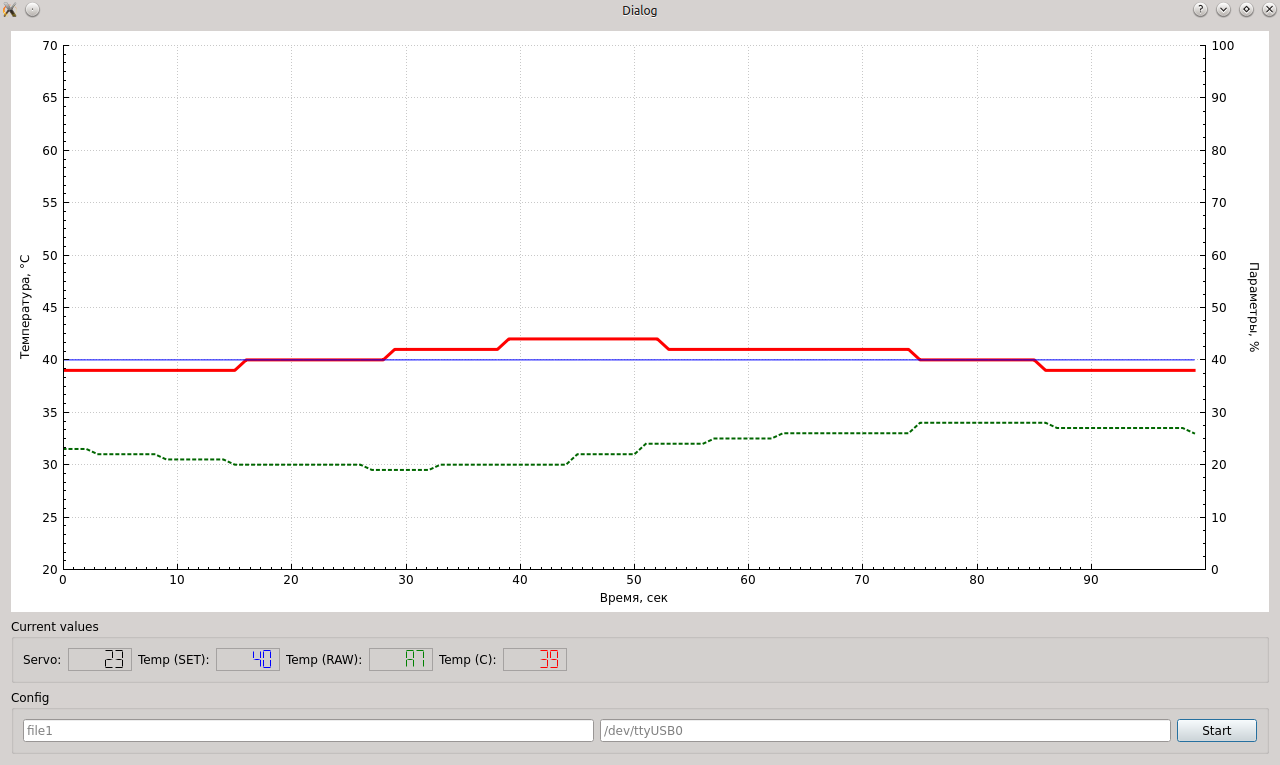 Dialog
70 100
65 90
60 80
55 70
50 60
45 50
40 40
35 30
30 20
25 10
20 0
Температура, °C
Параметры, %
0 10 20 30 40 50 60 70 80 90
Время, сек
Current values
Servo: 23 Temp (SET): 40 Temp (RAW): A7 Temp (C): 39
Config
file1 /dev/ttyUSB0 Start